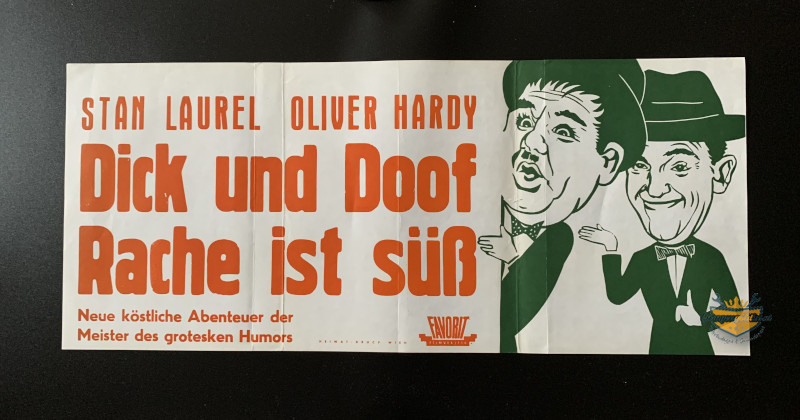 STAN LAUREL OLIVER HARDY
Dick und Doof
Rache ist süß
Neue köstliche Abenteuer der
Meister des grotesken Humors
FAVORIT